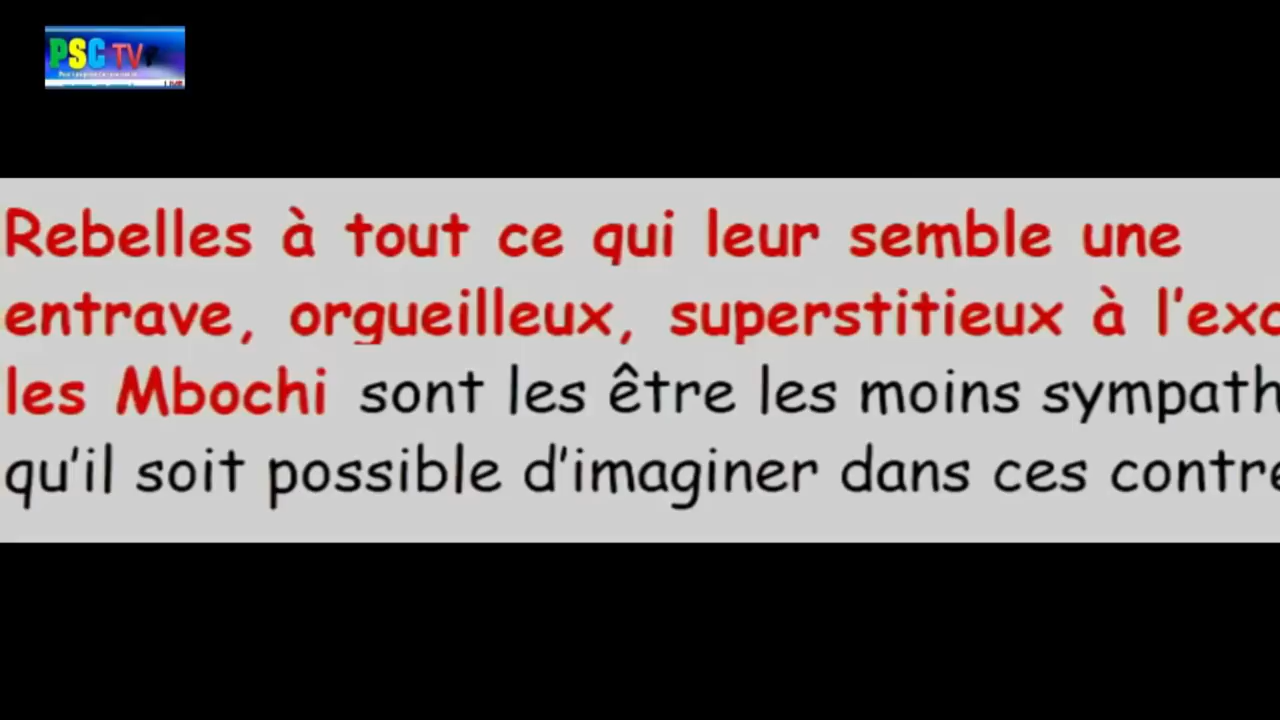 PSC TV
Rebelles à tout ce qui leur semble une
entrave, orgueilleux, superstitieux à
les Mbochi sont les être les moins
qu'il soit possible d'imaginer dans ces